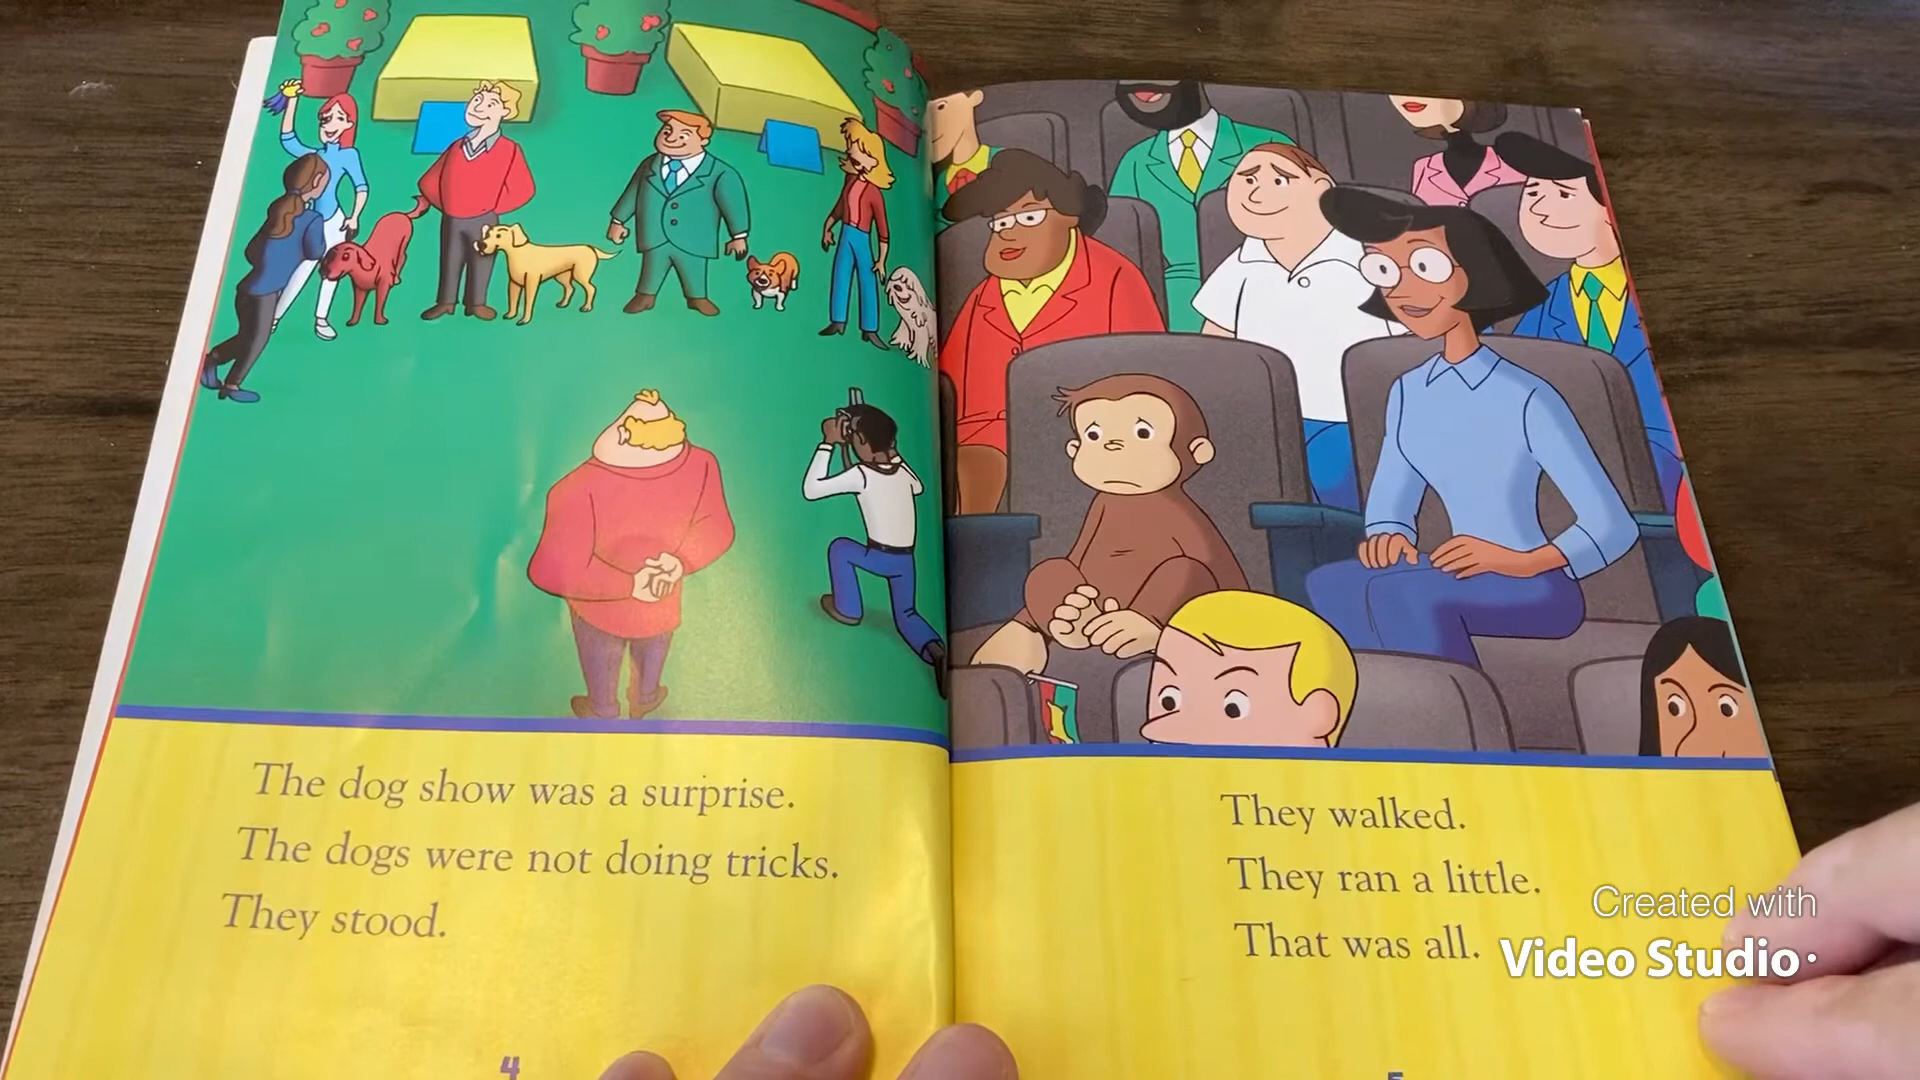 The dog show was a surprise.
The dogs were not doing tricks.
They stood.
4
They walked.
They ran a little.
That was all.
Created with
Video Studio